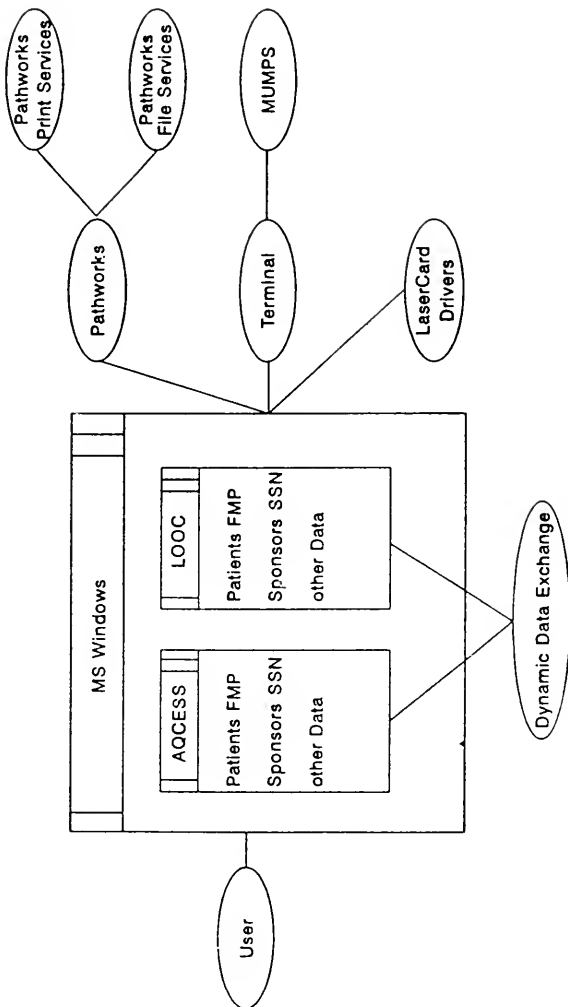 User
MS Windows
AQCESS
Patients FMP
Sponsors SSN
other Data
LOOC
Patients FMP
Sponsors SSN
other Data
Dynamic Data Exchange
Pathworks
Pathworks
Print Services
Pathworks
File Services
Terminal
MUMPS
LaserCard
Drivers